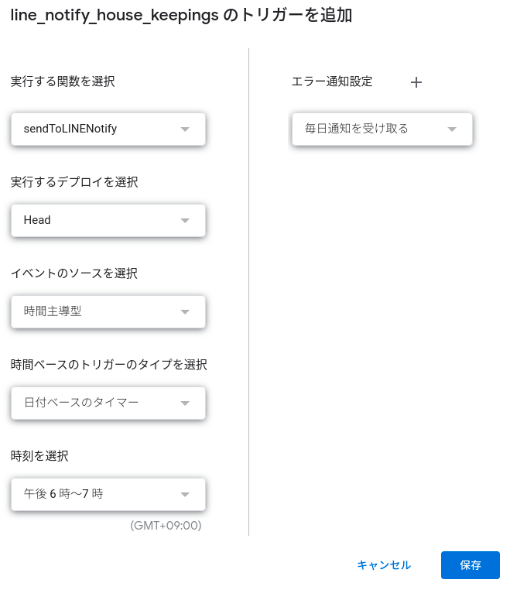 line_notify_house_keepings のトリガーを追加
実行する関数を選択
sendToLINENotify
実行するデプロイを選択
Head
イベントのソースを選択
時間主導型
時間ベースのトリガーのタイプを選択
日付ベースのタイマー
時刻を選択
午後 6 時～7 時
(GMT+09:00)
エラー通知設定 +
毎日通知を受け取る
キャンセル 保存